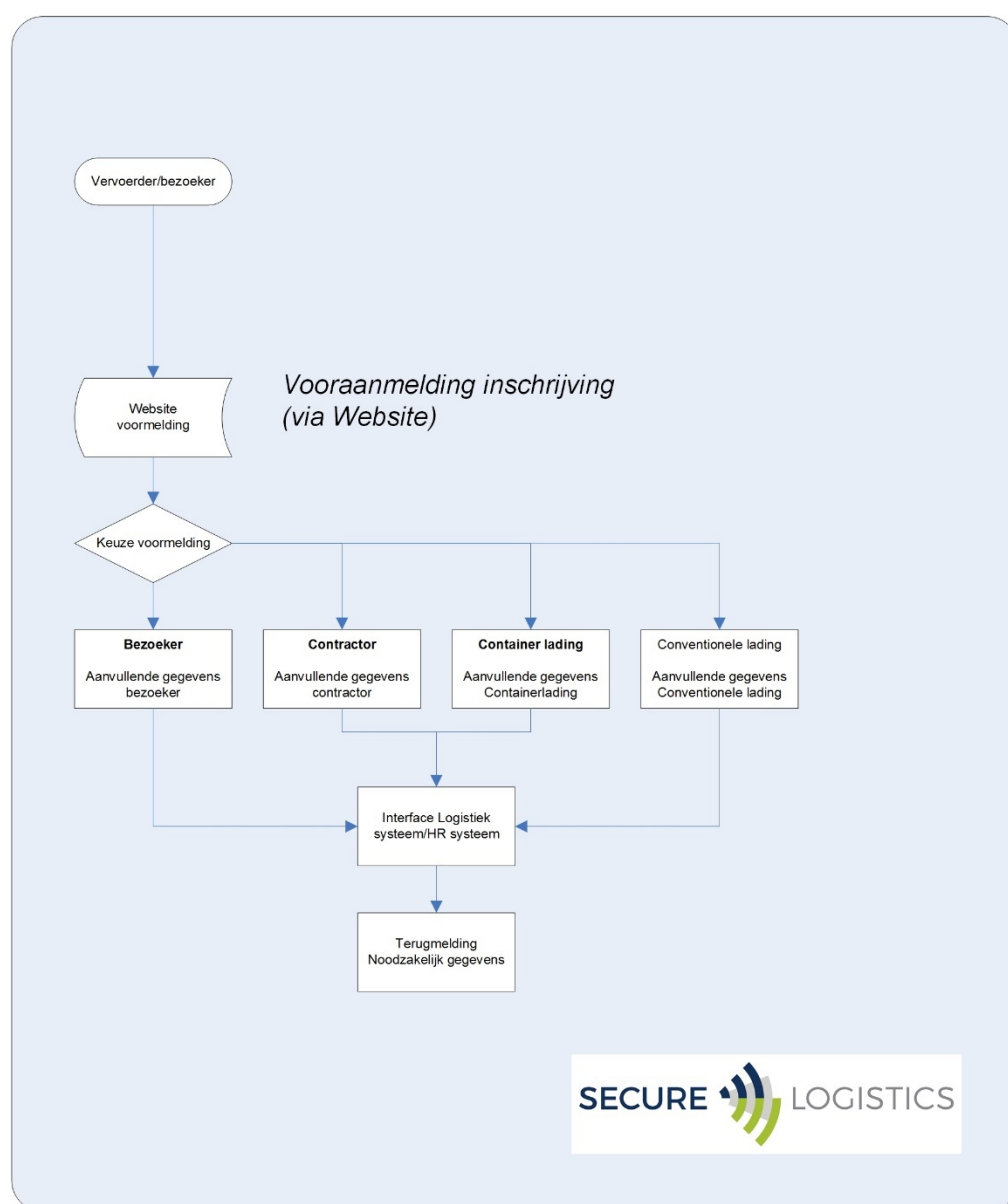 Vervoerder/bezoeker
Website
voormelding
Vooraanmelding inschrijving
(via Website)
Keuze voormelding
Bezoeker
Aanvullende gegevens
bezoeker
Contractor
Aanvullende gegevens
contractor
Container lading
Aanvullende gegevens
Containerlading
Conventionele lading
Aanvullende gegevens
Conventionele lading
Interface Logistiek
systeem/HR systeem
Terugmelding
Noodzakelijk gegevens
SECURE LOGISTICS